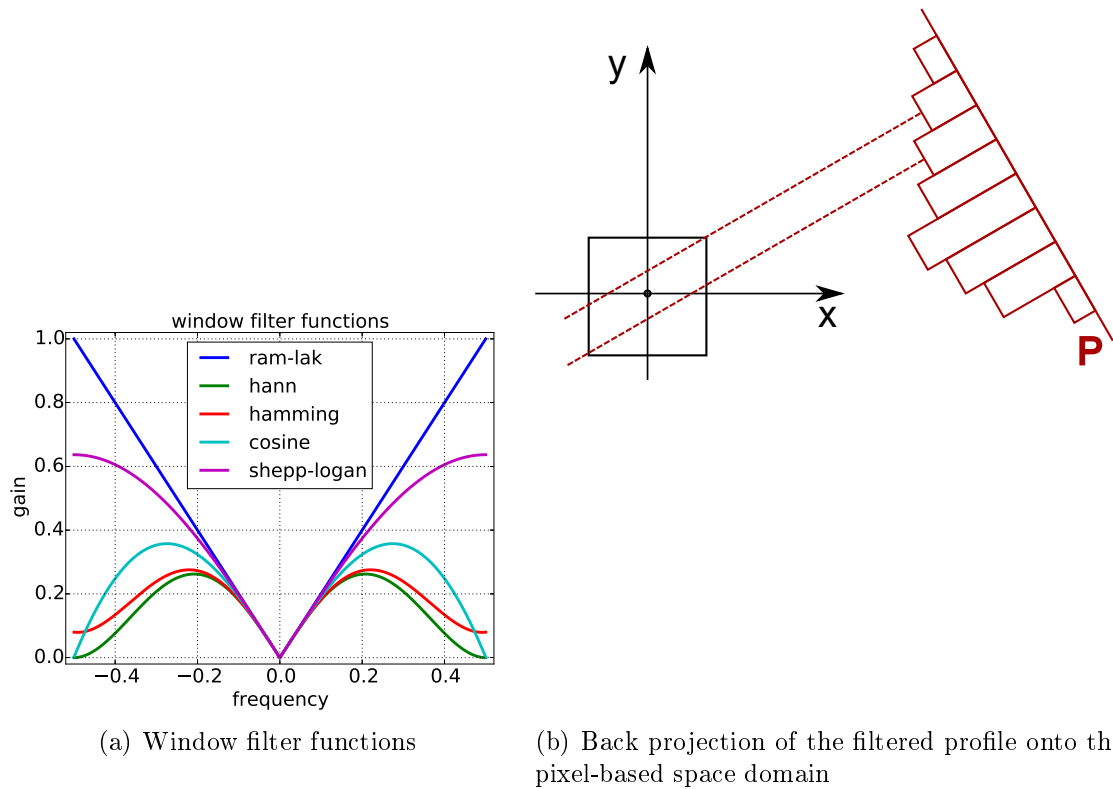 window filter functions
ram-lak
hann
hamming
cosine
shepp-logan
gain
1.0
0.8
0.6
0.4
0.2
0.0
−0.4
−0.2
0.0
0.2
0.4
frequency
(a) Window filter functions
y
x
P
(b) Back projection of the filtered profile onto th
pixel-based space domain